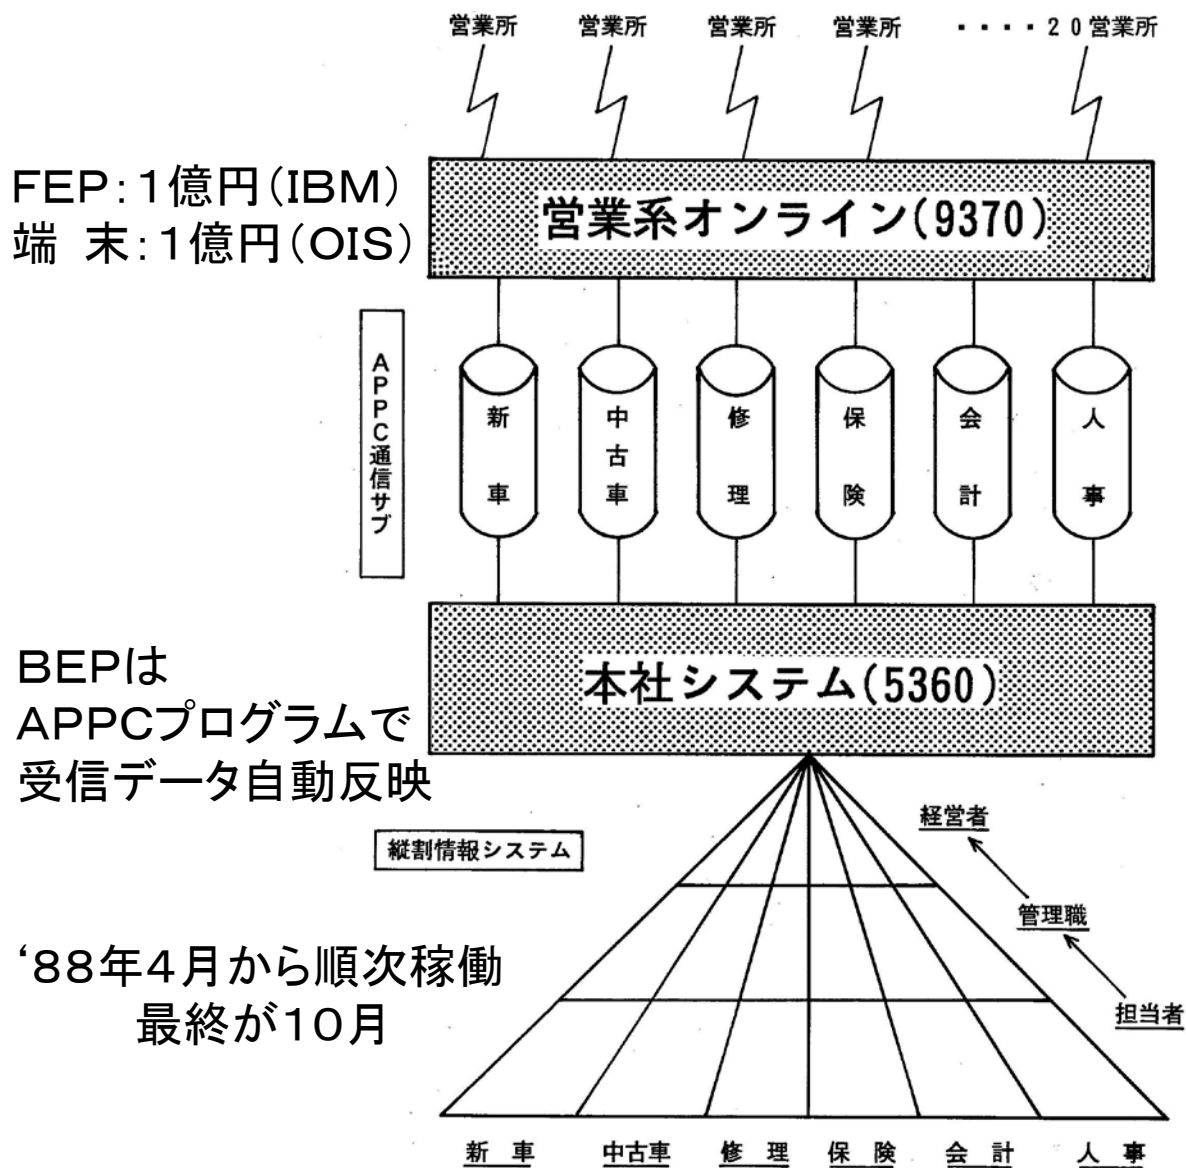 営業所 営業所 営業所 営業所 ・・・・20営業所
FEP:1億円(IBM)
端 末:1億円(OIS)
営業系オンライン(9370)
APPC通信サブ
新車
中古車
修理
保険
会計
人事
本社システム(5360)
BEPは
APPCプログラムで
受信データ自動反映
縦割情報システム
経営者
管理職
担当者
‘88年4月から順次稼働
最終が10月
新 車 中古車 修 理 保 険 会 計 人 事